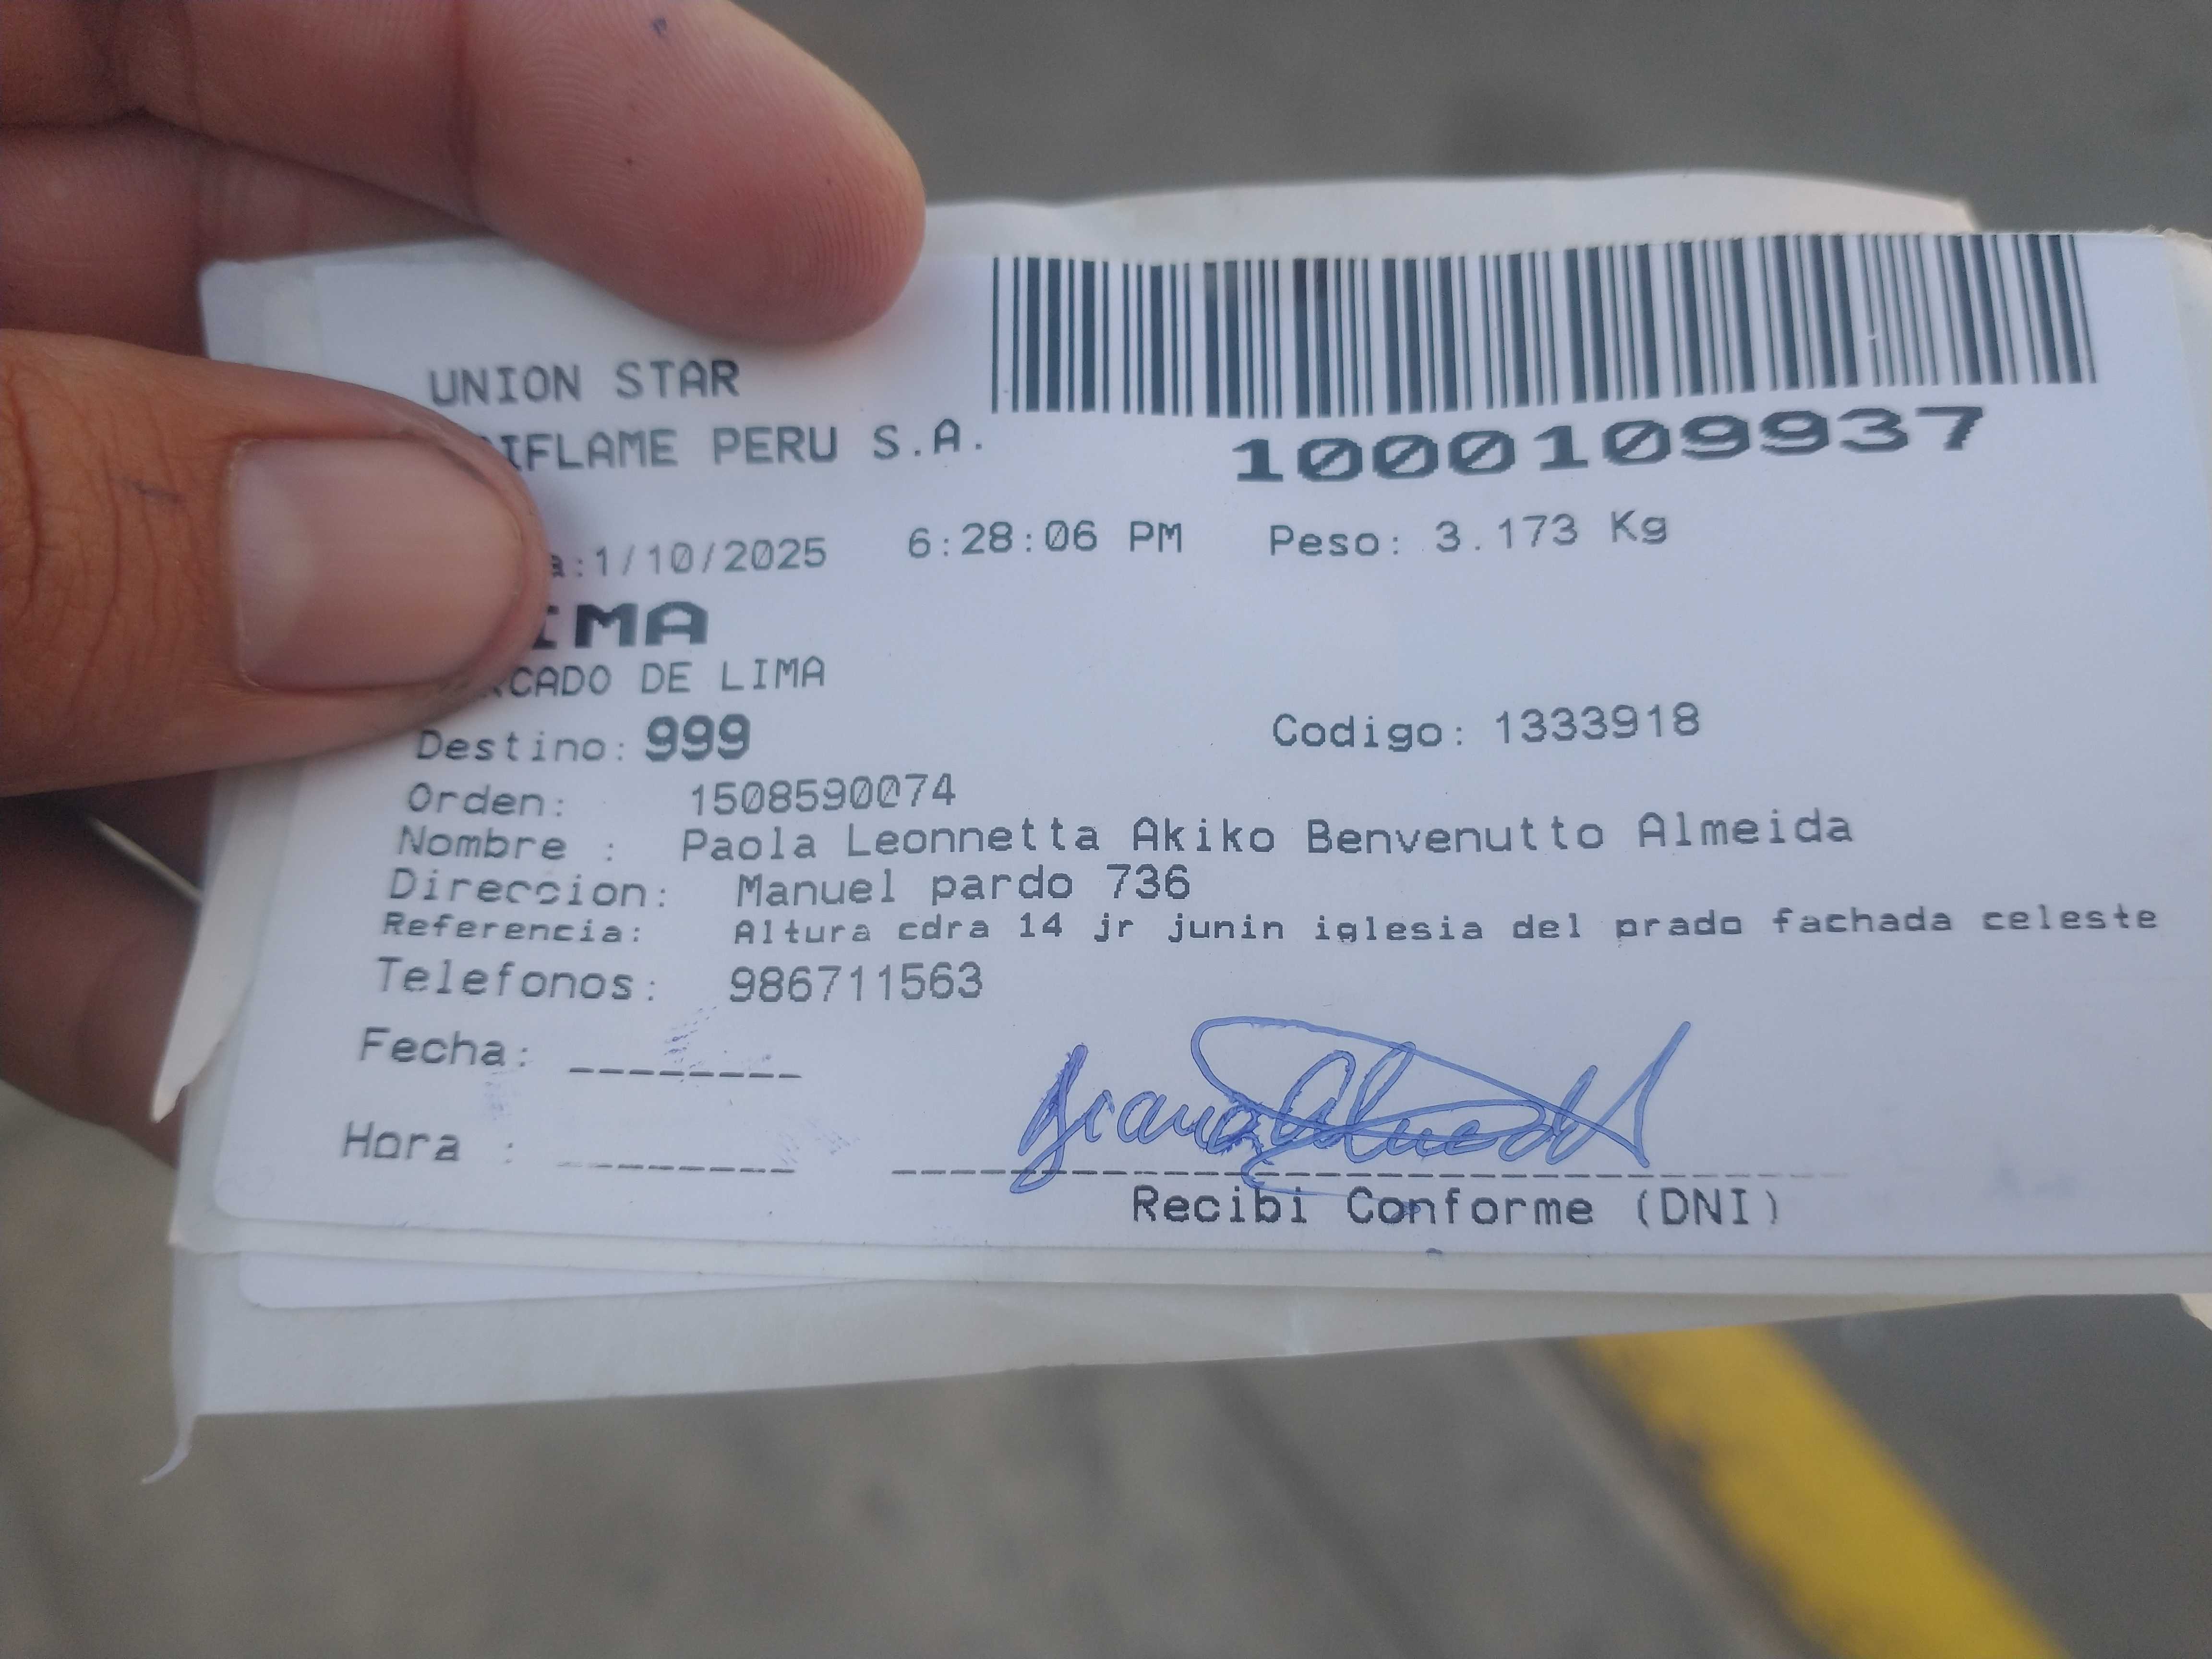 UNION STAR
IFLAME PERU S.A.
1000109937
a:1/10/2025 6:28:06 PM Peso: 3.173 Kg
IMA
CADO DE LIMA
Destino: 999 Codigo: 1333918
Orden: 1508590074
Nombre : Paola Leonnetta Akiko Benvenutto Almeida
Direccion: Manuel pardo 736
Referencia: Altura cdra 14 jr junin iglesia del prado fachada celeste
Telefonos: 986711563
Fecha: --------
Hora : --------
Recibi Conforme (DNI)